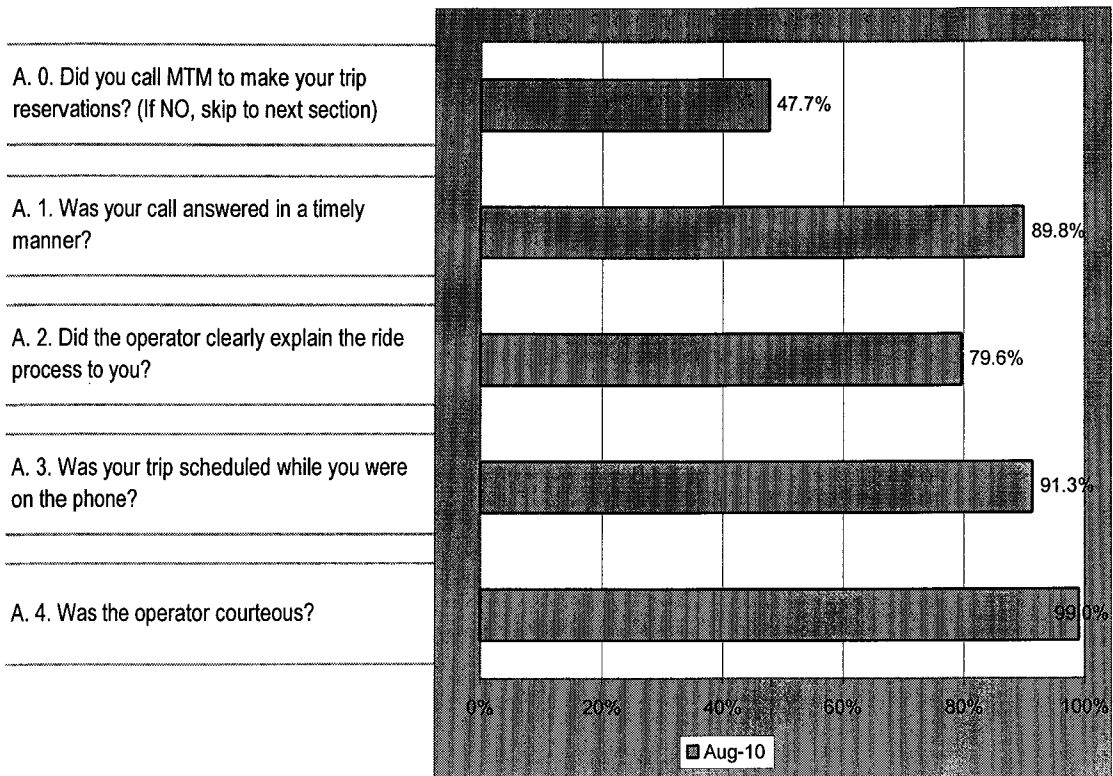 A. 0. Did you call MTM to make your trip
reservations? (If NO, skip to next section)
47.7%
A. 1. Was your call answered in a timely
manner?
89.8%
A. 2. Did the operator clearly explain the ride
process to you?
79.6%
A. 3. Was your trip scheduled while you were
on the phone?
91.3%
A. 4. Was the operator courteous?
99.0%
0% 20% 40% 60% 80% 100%
Aug-10